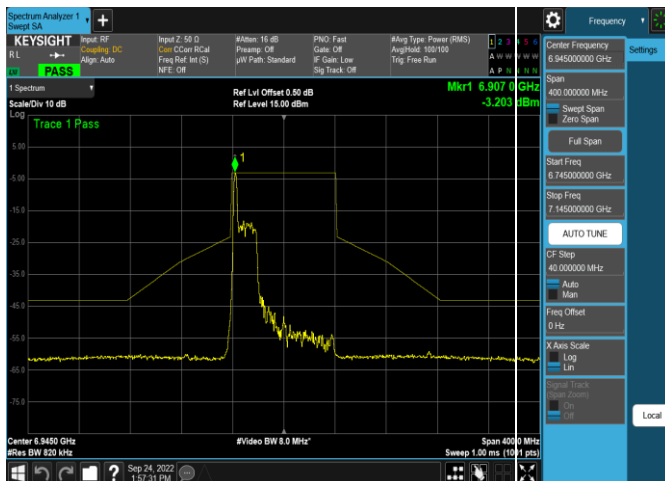 Spectrum Analyzer 1
Swept SA
+
Frequency
KEYSIGHT
Input: RF
Input Z: 50 Ω
#Atten: 16 dB
PNO: Fast
#Avg Type: Power (RMS)
1 2 3 4 5 6
Coupling: DC
Corr CCorr RCal
Preamp: Off
Gate: Off
Avg|Hold: 100/100
A W W W W W
R L
Align: Auto
Freq Ref: Int (S)
µW Path: Standard
IF Gain: Low
Trig: Free Run
NFE: Off
Sig Track: Off
A P N N N N
PASS
1 Spectrum
Ref Lvl Offset 0.50 dB
Mkr1 6.907 0 GHz
Scale/Div 10 dB
Ref Level 15.00 dBm
-3.203 dBm
Log
Trace 1 Pass
1
5.00
-5.00
-15.0
-25.0
-35.0
-45.0
-55.0
-65.0
-75.0
Center 6.9450 GHz
#Video BW 8.0 MHz*
Span 400.0 MHz
#Res BW 820 kHz
Sweep 1.00 ms (1001 pts)
Sep 24, 2022
1:57:31 PM
Center Frequency
6.945000000 GHz
Settings
Span
400.000000 MHz
Swept Span
Zero Span
Full Span
Start Freq
6.745000000 GHz
Stop Freq
7.145000000 GHz
AUTO TUNE
CF Step
40.000000 MHz
Auto
Man
Freq Offset
0 Hz
X Axis Scale
Log
Lin
Signal Track
(Span Zoom)
On
Off
Local